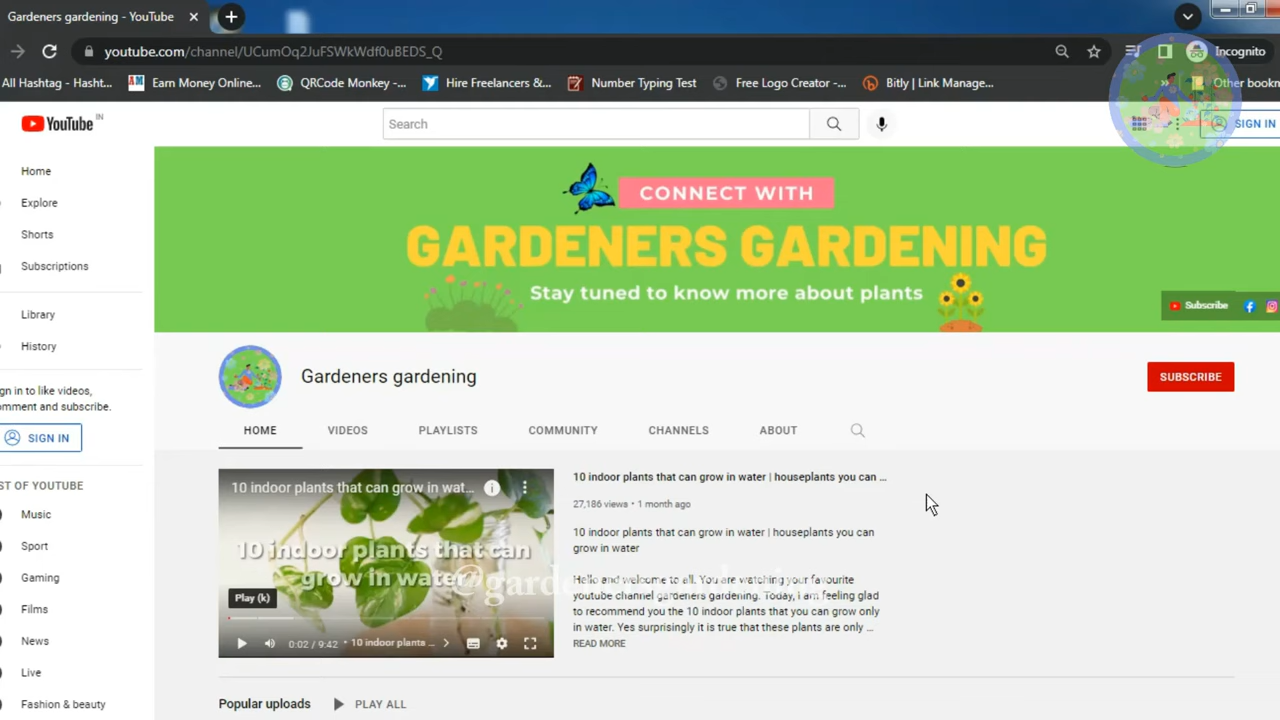 Gardeners gardening - YouTube
youtube.com/channel/UCumOq2JuFSWkWdf0uBEDS_Q
Incognito
All Hashtag - Hasht...
Earn Money Online...
QRCode Monkey -...
Hire Freelancers &...
Number Typing Test
Free Logo Creator -...
Bitly | Link Manage...
»
Other bookm
YouTube IN
Search
SIGN IN
Home
Explore
Shorts
Subscriptions
Library
History
gn in to like videos,
omment and subscribe.
SIGN IN
ST OF YOUTUBE
Music
Sport
Gaming
Films
News
Live
Fashion & beauty
CONNECT WITH
GARDENERS GARDENING
Stay tuned to know more about plants
Subscribe
Gardeners gardening
SUBSCRIBE
HOME VIDEOS PLAYLISTS COMMUNITY CHANNELS ABOUT
10 indoor plants that can grow in wat...
10 indoor plants that can
grow in water
Play (k)
0:02 / 9:42 • 10 indoor plants ...
10 indoor plants that can grow in water | houseplants you can ...
27,186 views • 1 month ago
10 indoor plants that can grow in water | houseplants you can
grow in water
Hello and welcome to all. You are watching your favourite
youtube channel gardeners gardening. Today, I am feeling glad
to recommend you the 10 indoor plants that you can grow only
in water. Yes surprisingly it is true that these plants are only ...
READ MORE
Popular uploads
PLAY ALL